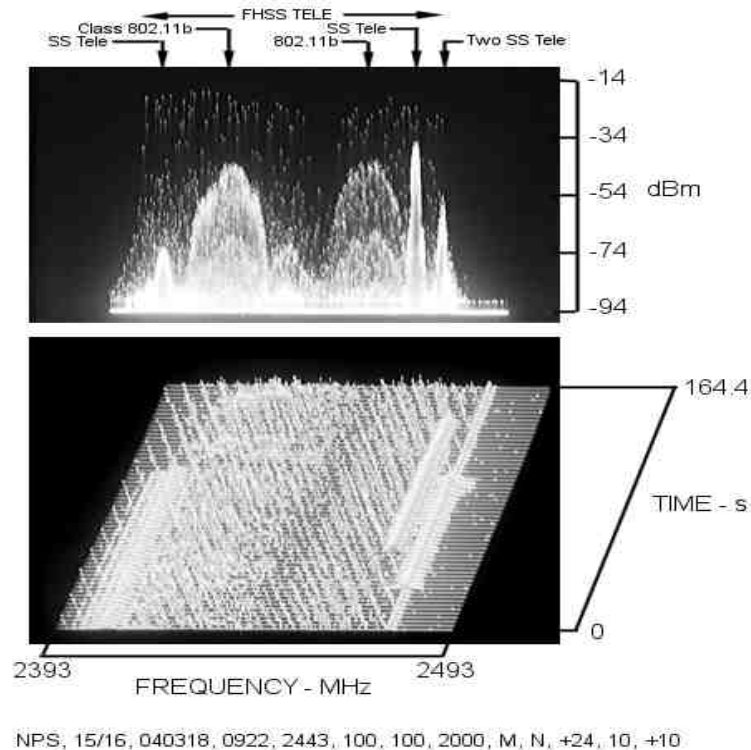 FHSS TELE
Class 802.11b
SS Tele
SS Tele
802.11b
Two SS Tele
-14
-34
-54 dBm
-74
-94
164.4
TIME - s
0
2393
2493
FREQUENCY - MHz
NPS, 15/16, 040318, 0922, 2443, 100, 100, 2000, M, N, +24, 10, +10